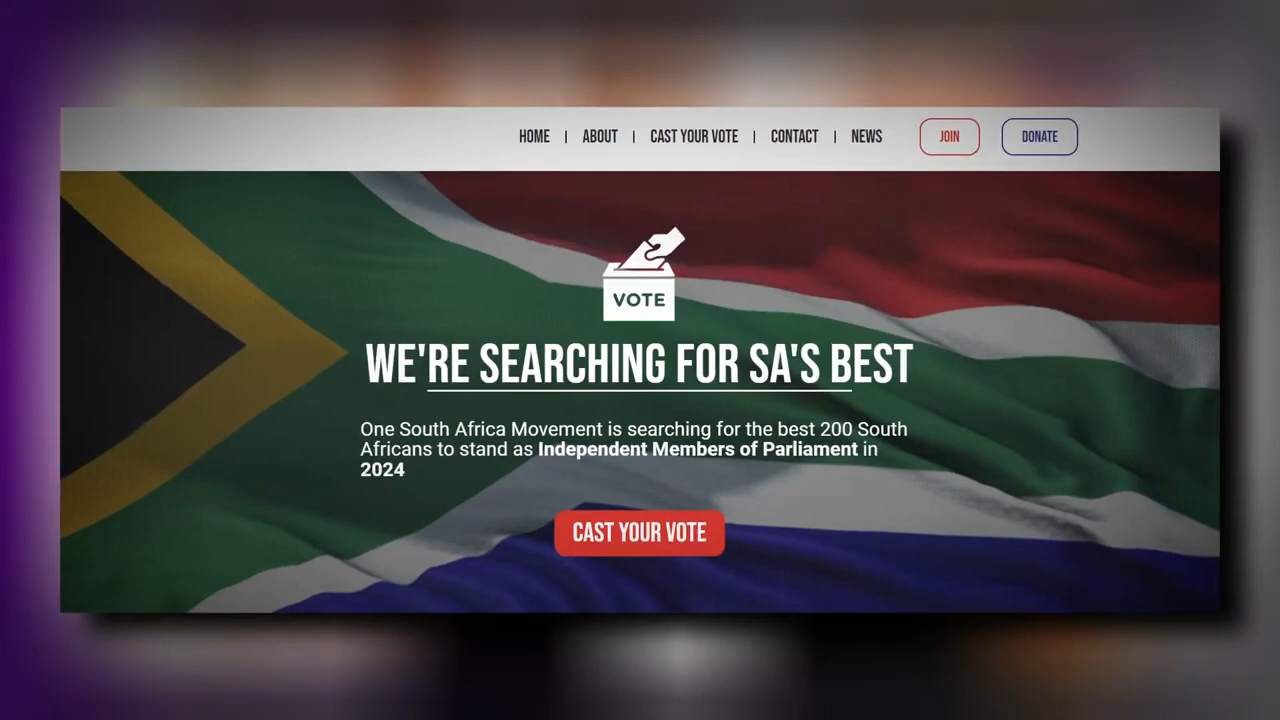 HOME | ABOUT | CAST YOUR VOTE | CONTACT | NEWS JOIN DONATE
VOTE
WE'RE SEARCHING FOR SA'S BEST
One South Africa Movement is searching for the best 200 South
Africans to stand as Independent Members of Parliament in
2024
CAST YOUR VOTE